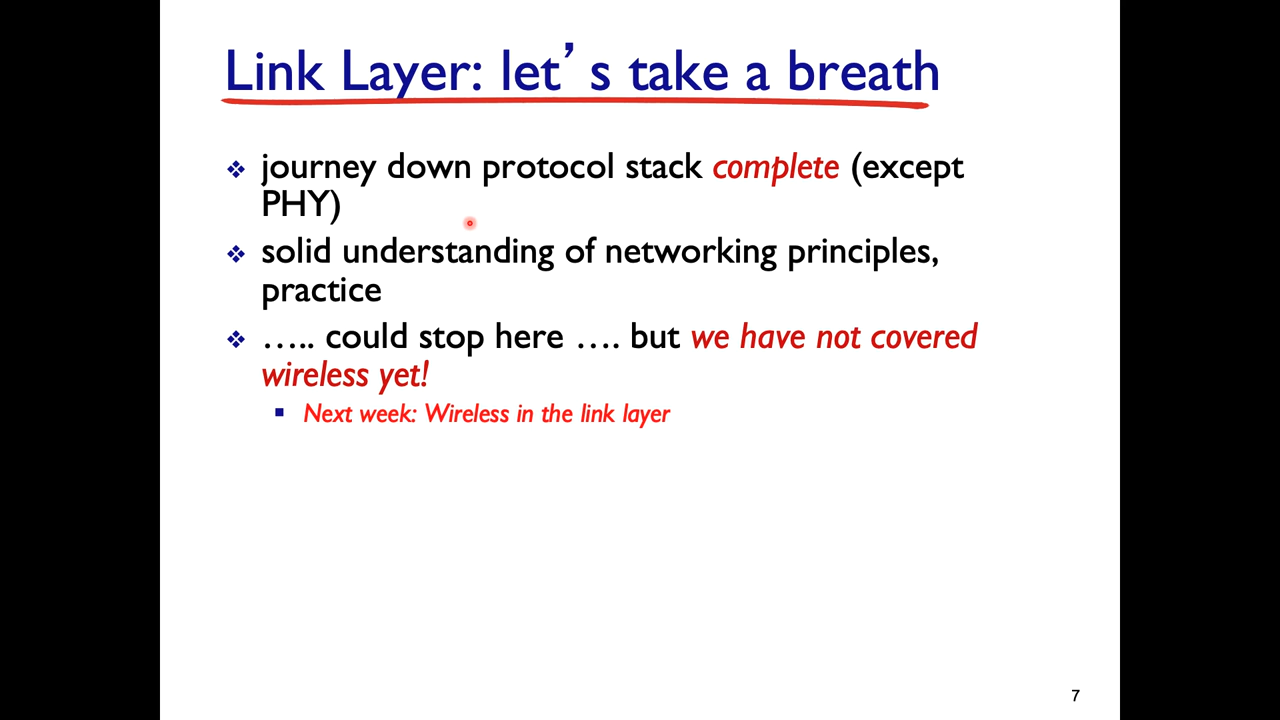 Link Layer: let’s take a breath
journey down protocol stack complete (except
PHY)
solid understanding of networking principles,
practice
….. could stop here …. but we have not covered
wireless yet!
Next week: Wireless in the link layer
7